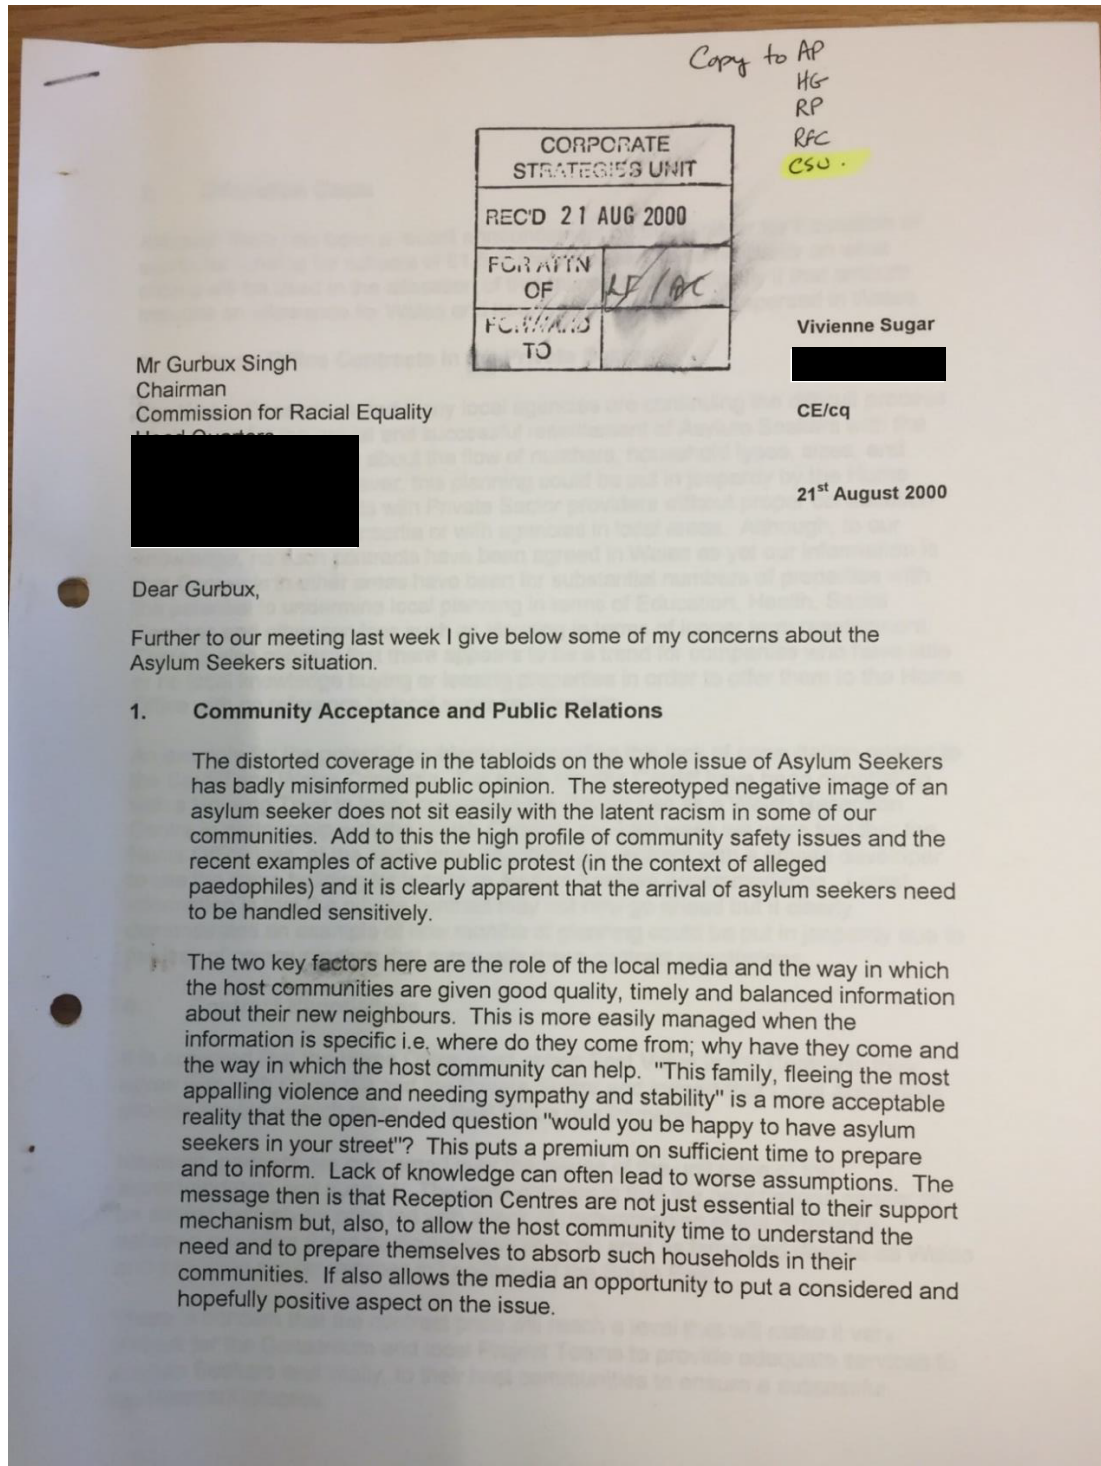 Copy to AP
HG
RP
RFC
CSU.
CORPORATE
STRATEGIES UNIT
REC'D 21 AUG 2000
FOR ATTN
OF
FORWARD
TO
Vivienne Sugar
Mr Gurbux Singh
Chairman
Commission for Racial Equality
CE/cq
21st August 2000
Dear Gurbux,
Further to our meeting last week I give below some of my concerns about the
Asylum Seekers situation.
1. Community Acceptance and Public Relations
The distorted coverage in the tabloids on the whole issue of Asylum Seekers
has badly misinformed public opinion. The stereotyped negative image of an
asylum seeker does not sit easily with the latent racism in some of our
communities. Add to this the high profile of community safety issues and the
recent examples of active public protest (in the context of alleged
paedophiles) and it is clearly apparent that the arrival of asylum seekers need
to be handled sensitively.
The two key factors here are the role of the local media and the way in which
the host communities are given good quality, timely and balanced information
about their new neighbours. This is more easily managed when the
information is specific i.e. where do they come from; why have they come and
the way in which the host community can help. "This family, fleeing the most
appalling violence and needing sympathy and stability" is a more acceptable
reality that the open-ended question "would you be happy to have asylum
seekers in your street"? This puts a premium on sufficient time to prepare
and to inform. Lack of knowledge can often lead to worse assumptions. The
message then is that Reception Centres are not just essential to their support
mechanism but, also, to allow the host community time to understand the
need and to prepare themselves to absorb such households in their
communities. If also allows the media an opportunity to put a considered and
hopefully positive aspect on the issue.